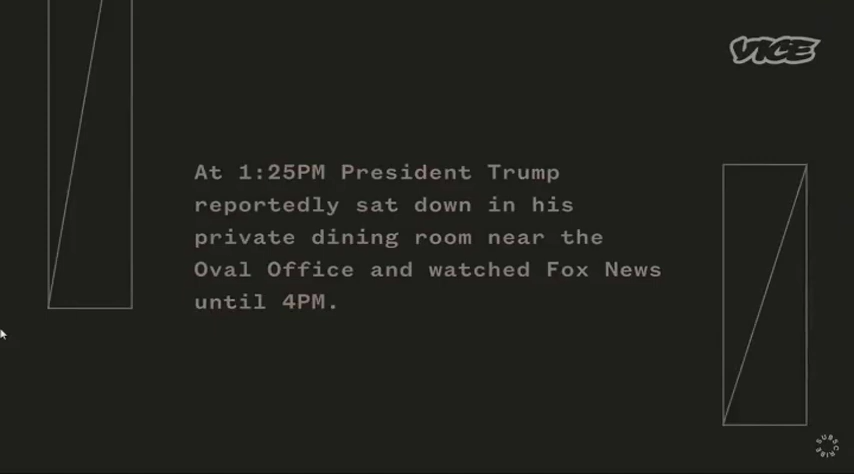 VICE
At 1:25PM President Trump
reportedly sat down in his
private dining room near the
Oval Office and watched Fox News
until 4PM.
SUBSCRIBE